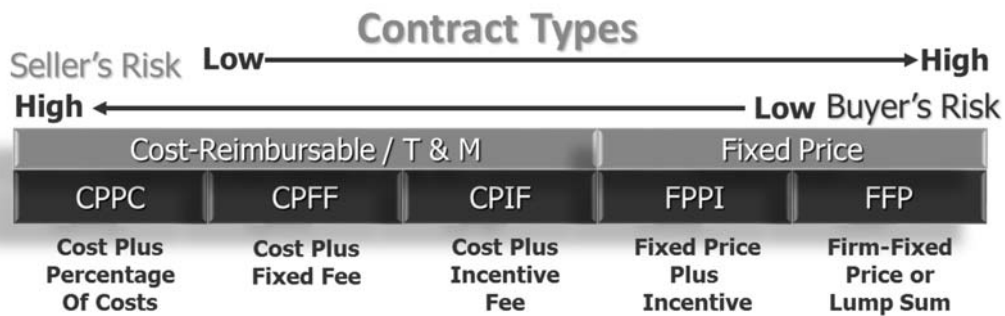 Contract Types
Seller's Risk Low High
High Low Buyer's Risk
Cost-Reimbursable / T & M Fixed Price
CPPC CPFF CPIF FPPI FFP
Cost Plus Percentage Of Costs
Cost Plus Fixed Fee
Cost Plus Incentive Fee
Fixed Price Plus Incentive
Firm-Fixed Price or Lump Sum